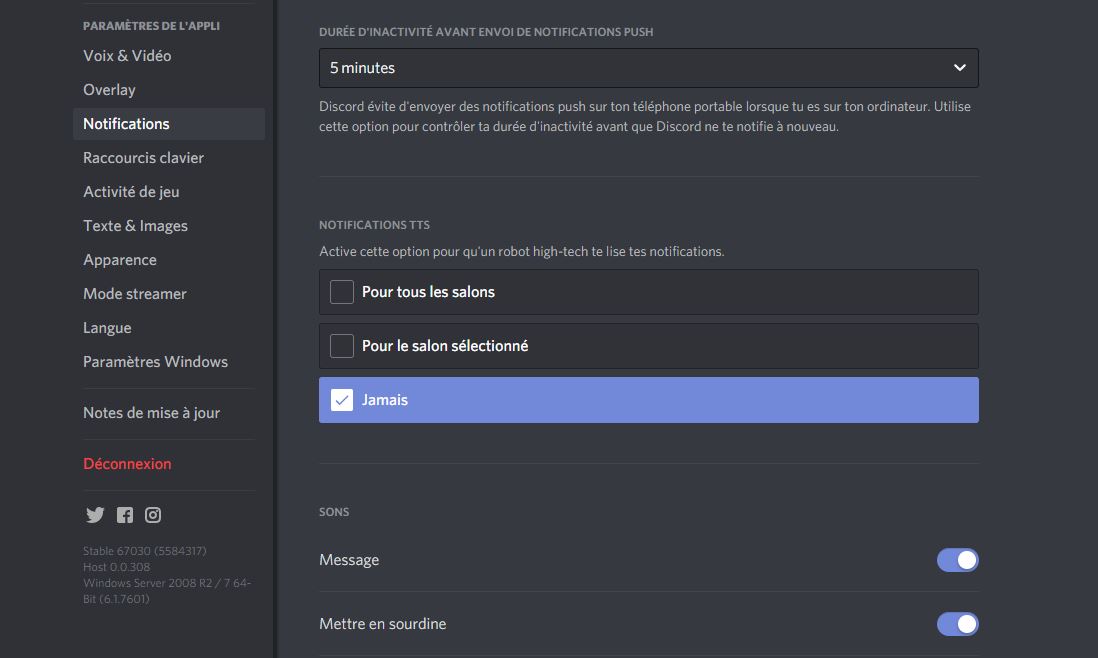 PARAMÈTRES DE L'APPLI
Voix & Vidéo
Overlay
Notifications
Raccourcis clavier
Activité de jeu
Texte & Images
Apparence
Mode streamer
Langue
Paramètres Windows
Notes de mise à jour
Déconnexion
Stable 67030 (5584317)
Host 0.0.308
Windows Server 2008 R2 / 7 64-
Bit (6.1.7601)
DURÉE D'INACTIVITÉ AVANT ENVOI DE NOTIFICATIONS PUSH
5 minutes
Discord évite d'envoyer des notifications push sur ton téléphone portable lorsque tu es sur ton ordinateur. Utilise
cette option pour contrôler ta durée d'inactivité avant que Discord ne te notifie à nouveau.
NOTIFICATIONS TTS
Active cette option pour qu'un robot high-tech te lise tes notifications.
Pour tous les salons
Pour le salon sélectionné
Jamais
SONS
Message
Mettre en sourdine